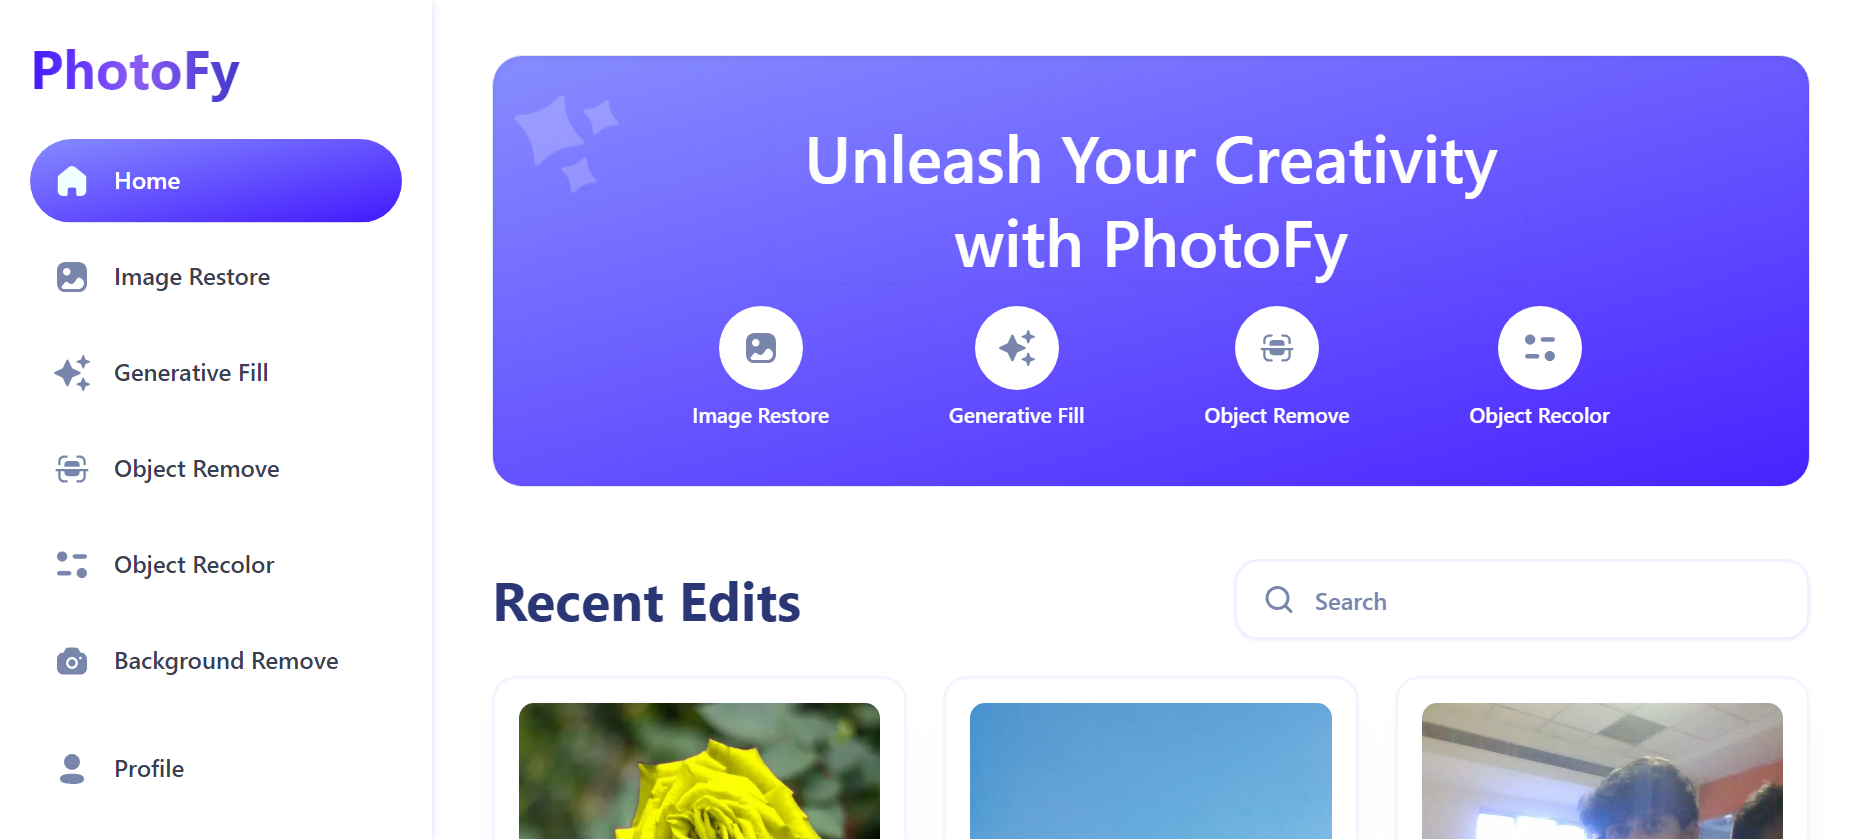 PhotoFy
Home
Image Restore
Generative Fill
Object Remove
Object Recolor
Background Remove
Profile
Unleash Your Creativity
with PhotoFy
Image Restore
Generative Fill
Object Remove
Object Recolor
Recent Edits
Search